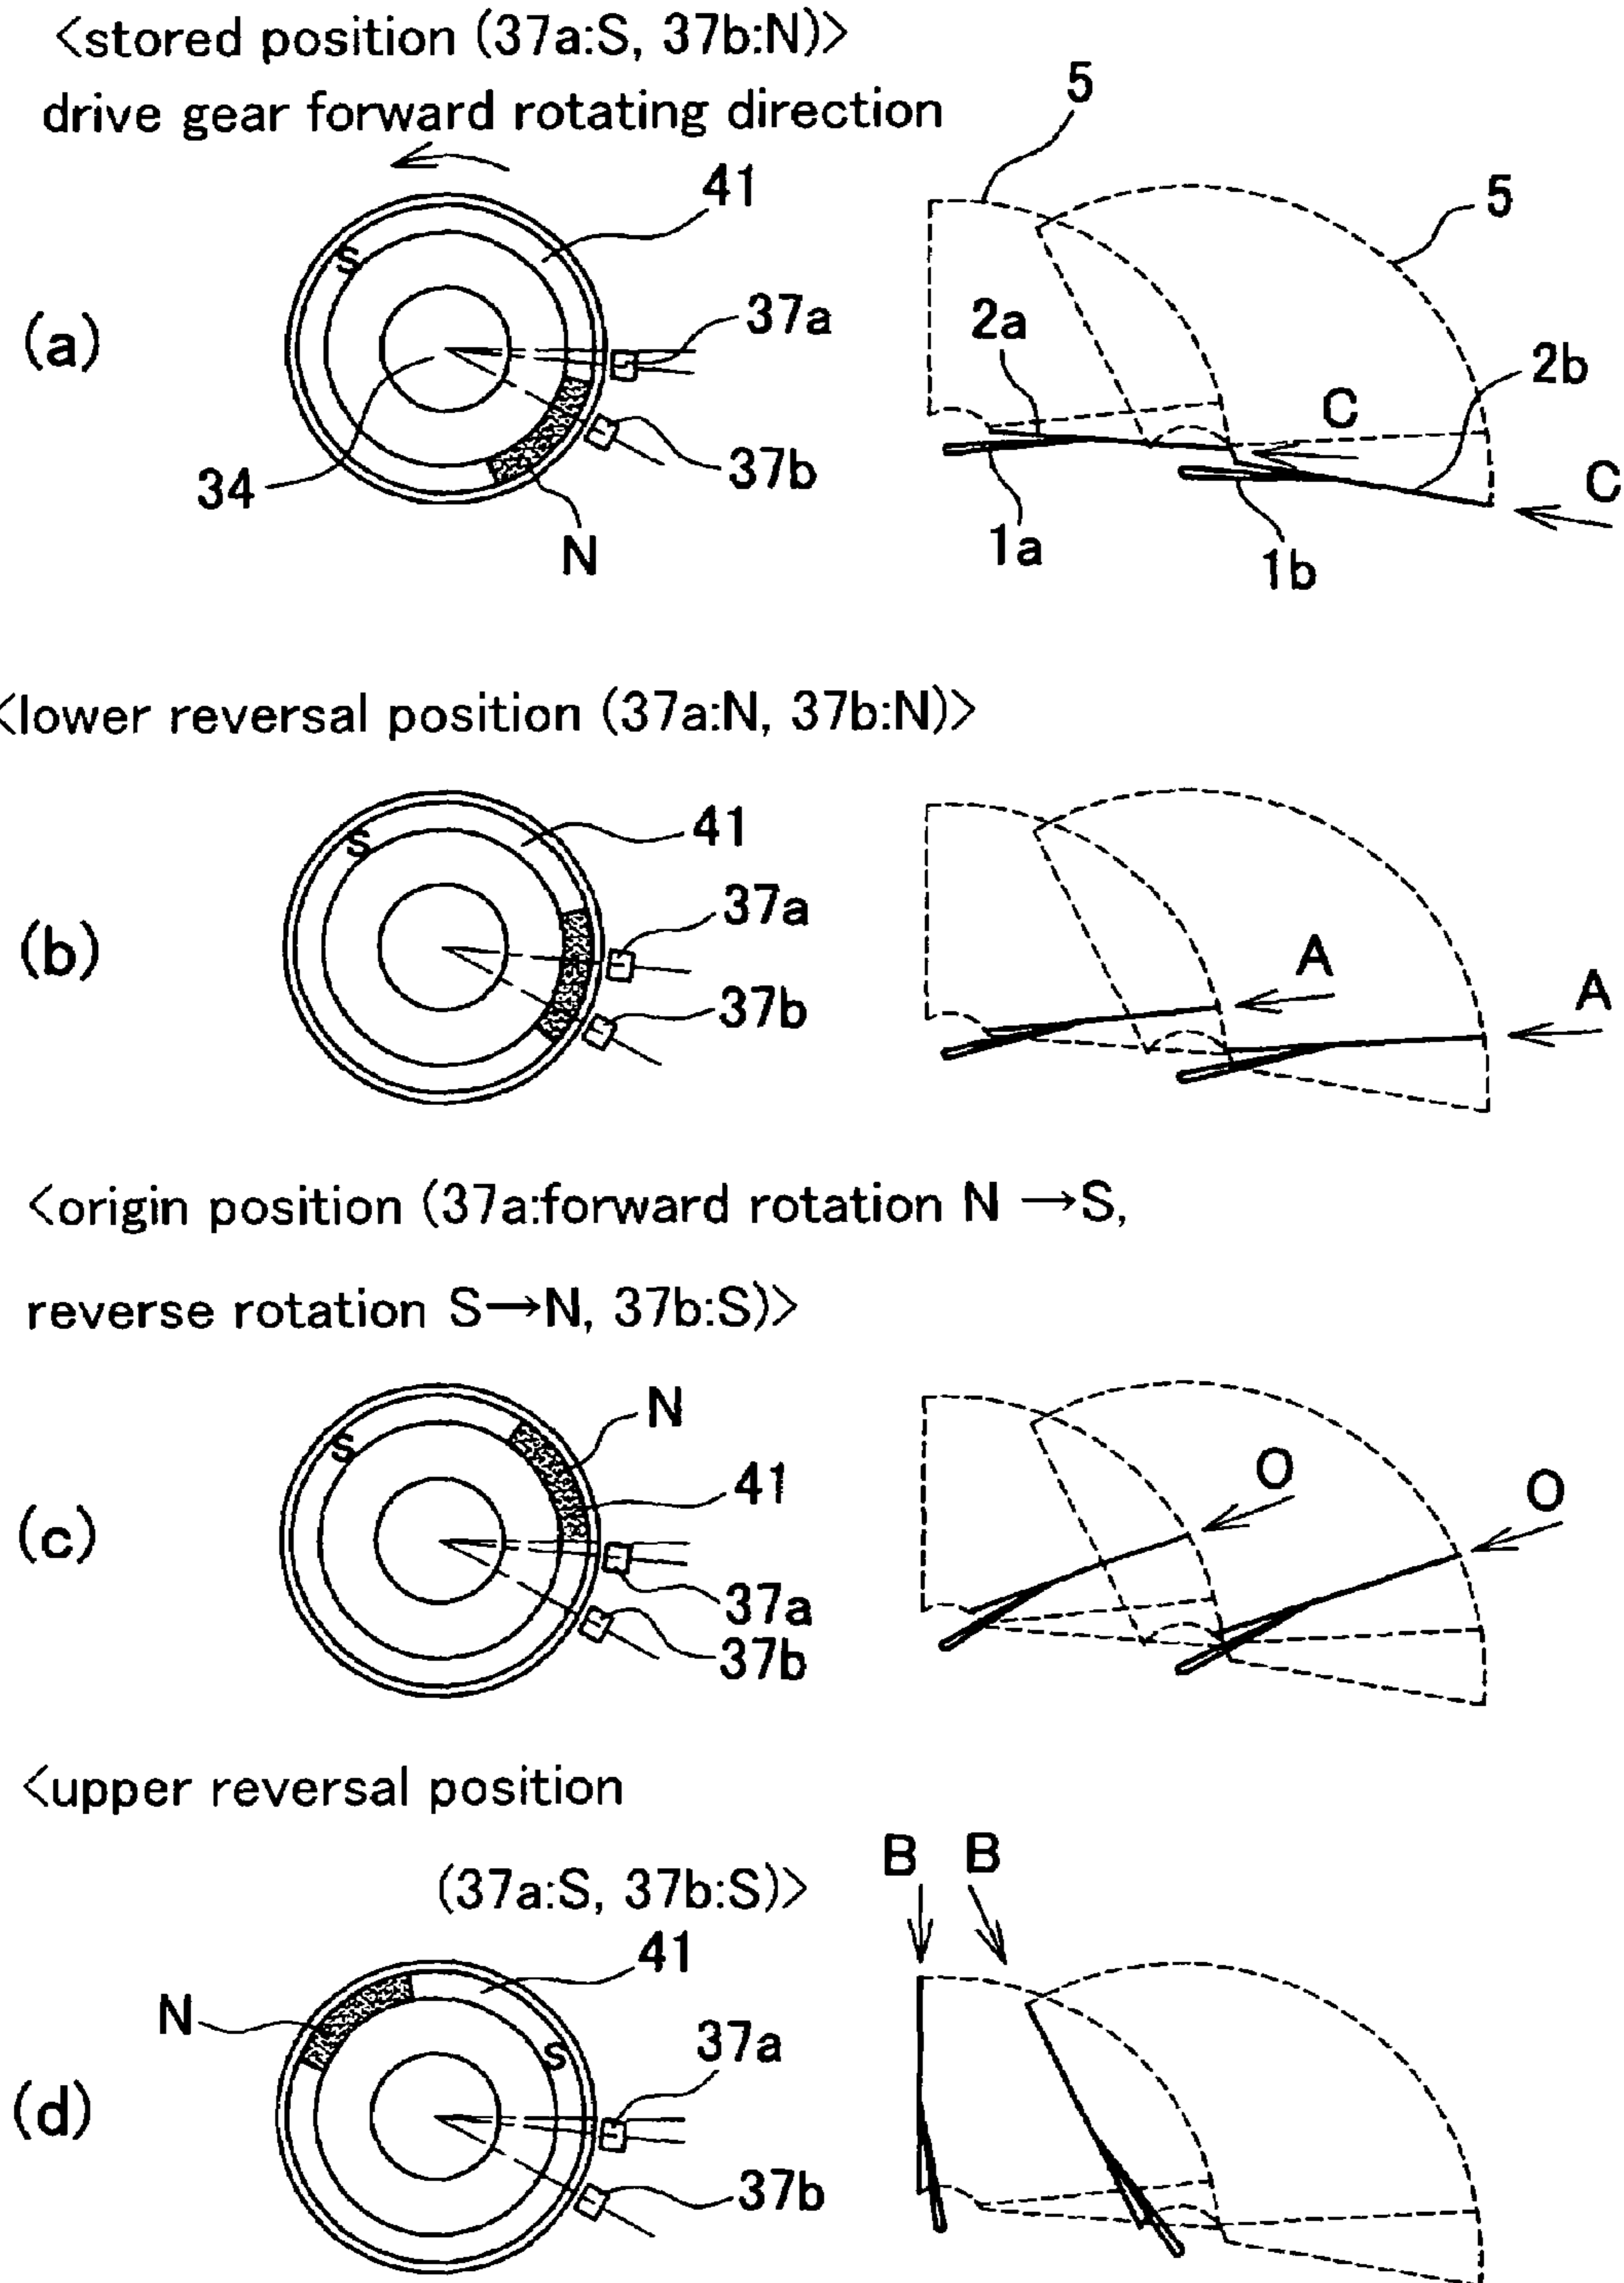 <stored position (37a:S, 37b:N)>
drive gear forward rotating direction
5
41
5
S
(a)
37a
2a
2b
C
37b
C
34
1a
1b
N
<lower reversal position (37a:N, 37b:N)>
41
S
37a
(b)
A
A
37b
<origin position (37a:forward rotation N →S,
reverse rotation S→N, 37b:S)>
N
S
O
41
O
(c)
37a
37b
<upper reversal position
B B
(37a:S, 37b:S)>
41
N
37a
S
(d)
37b